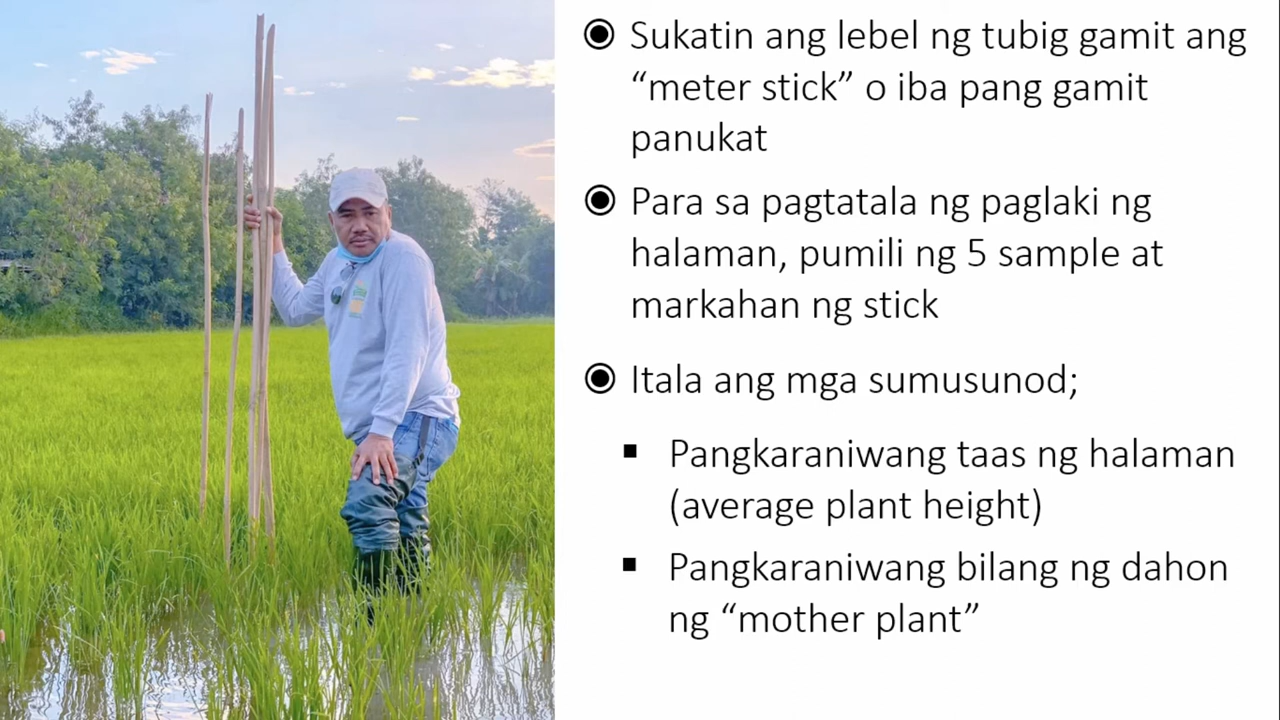 Sukatin ang lebel ng tubig gamit ang
“meter stick” o iba pang gamit
panukat
Para sa pagtatala ng paglaki ng
halaman, pumili ng 5 sample at
markahan ng stick
Itala ang mga sumusunod;
Pangkaraniwang taas ng halaman
(average plant height)
Pangkaraniwang bilang ng dahon
ng “mother plant”